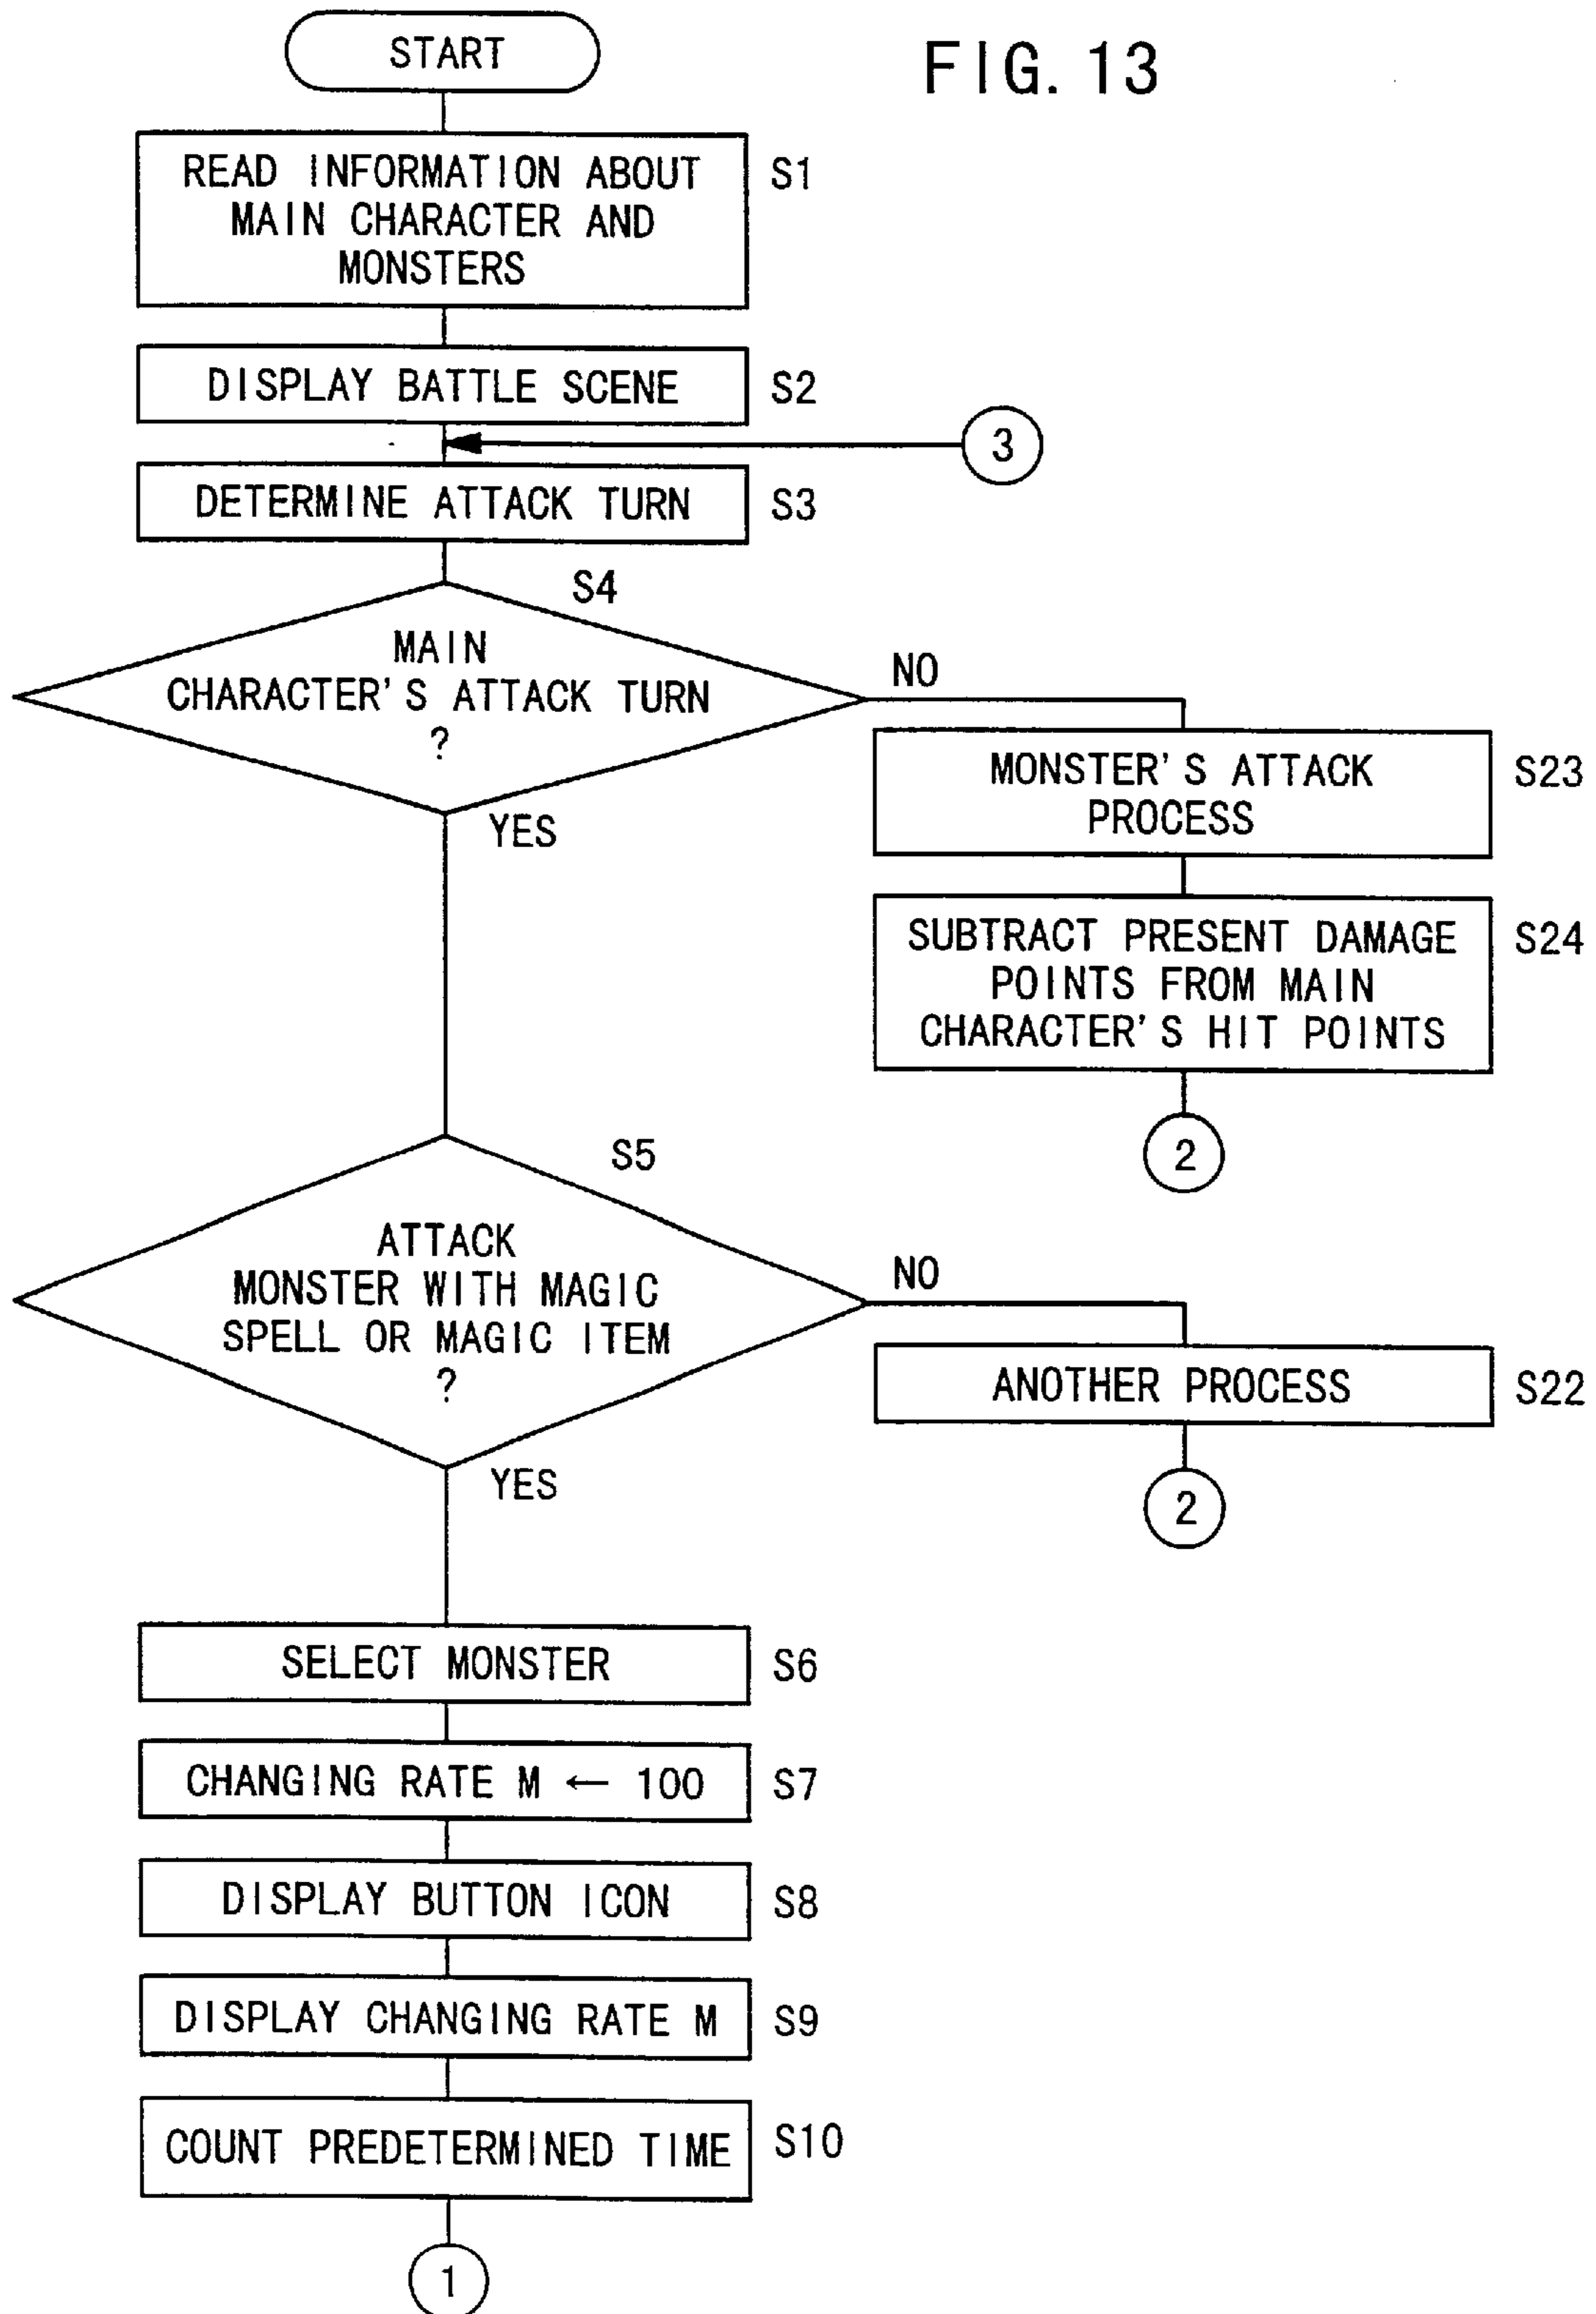 START
FIG. 13
READ INFORMATION ABOUT
MAIN CHARACTER AND
MONSTERS
S1
DISPLAY BATTLE SCENE
S2
3
DETERMINE ATTACK TURN
S3
S4
MAIN
CHARACTER'S ATTACK TURN
?
NO
YES
MONSTER'S ATTACK
PROCESS
S23
SUBTRACT PRESENT DAMAGE
POINTS FROM MAIN
CHARACTER'S HIT POINTS
S24
2
S5
ATTACK
MONSTER WITH MAGIC
SPELL OR MAGIC ITEM
?
NO
YES
ANOTHER PROCESS
S22
2
SELECT MONSTER
S6
CHANGING RATE M ← 100
S7
DISPLAY BUTTON ICON
S8
DISPLAY CHANGING RATE M
S9
COUNT PREDETERMINED TIME
S10
1